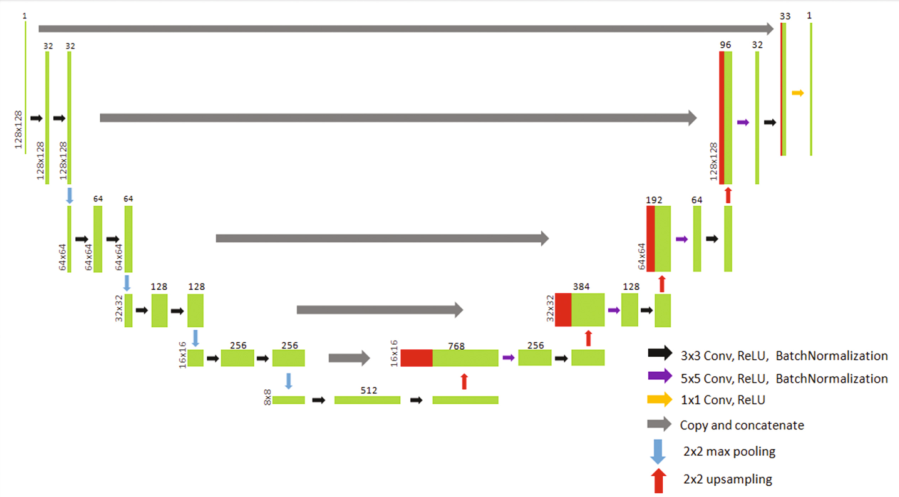 1
33
1
32
32
96
32
128x128
128x128
128x128
128x128
64
64
192
64
64x64
64x64
64x64
64x64
128
128
384
128
32x32
32x32
256
256
768
256
16x16
16x16
512
8x8
3x3 Conv, ReLU, BatchNormalization
5x5 Conv, ReLU, BatchNormalization
1x1 Conv, ReLU
Copy and concatenate
2x2 max pooling
2x2 upsampling